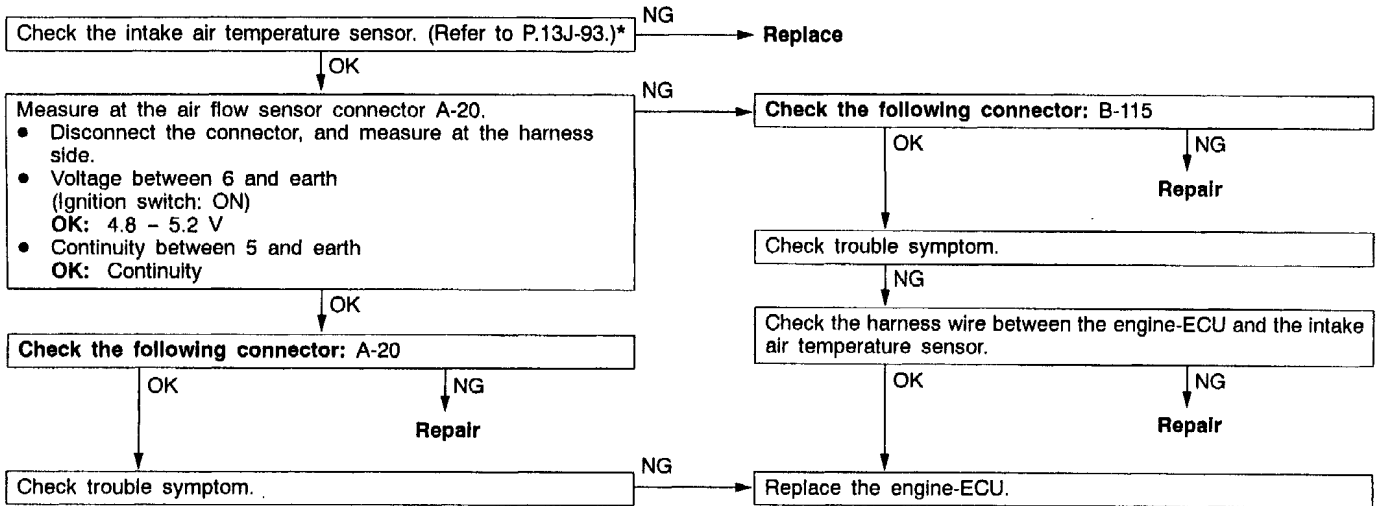 Check the intake air temperature sensor. (Refer to P.13J-93.)*
NG
Replace
OK
Measure at the air flow sensor connector A-20.
● Disconnect the connector, and measure at the harness
side.
● Voltage between 6 and earth
(Ignition switch: ON)
OK: 4.8 – 5.2 V
● Continuity between 5 and earth
OK: Continuity
NG
OK
Check the following connector: A-20
OK
NG
Repair
Check trouble symptom.
NG
Check the following connector: B-115
OK
NG
Repair
Check trouble symptom.
NG
Check the harness wire between the engine-ECU and the intake
air temperature sensor.
OK
NG
Repair
Replace the engine-ECU.